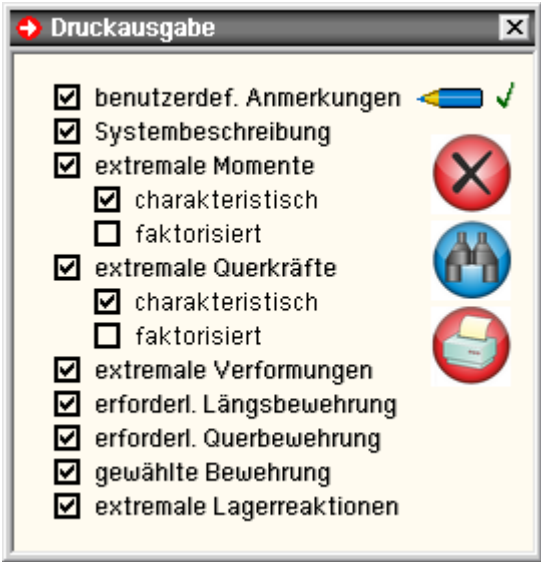 Druckausgabe
benutzerdef. Anmerkungen
Systembeschreibung
extremale Momente
charakteristisch
faktorisiert
extremale Querkräfte
charakteristisch
faktorisiert
extremale Verformungen
erforderl. Längsbewehrung
erforderl. Querbewehrung
gewählte Bewehrung
extremale Lagerreaktionen